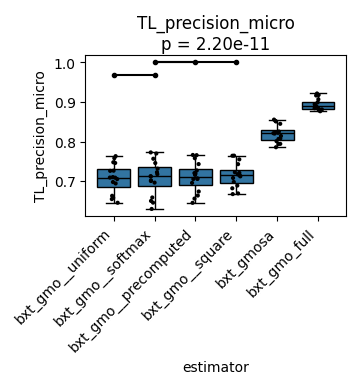 TL_precision_micro
p = 2.20e-11
TL_precision_micro
1.0
0.9
0.8
0.7
bxt_gmo__uniform
bxt_gmo__softmax
bxt_gmo__precomputed
bxt_gmo__square
bxt_gmosa
bxt_gmo_full
estimator